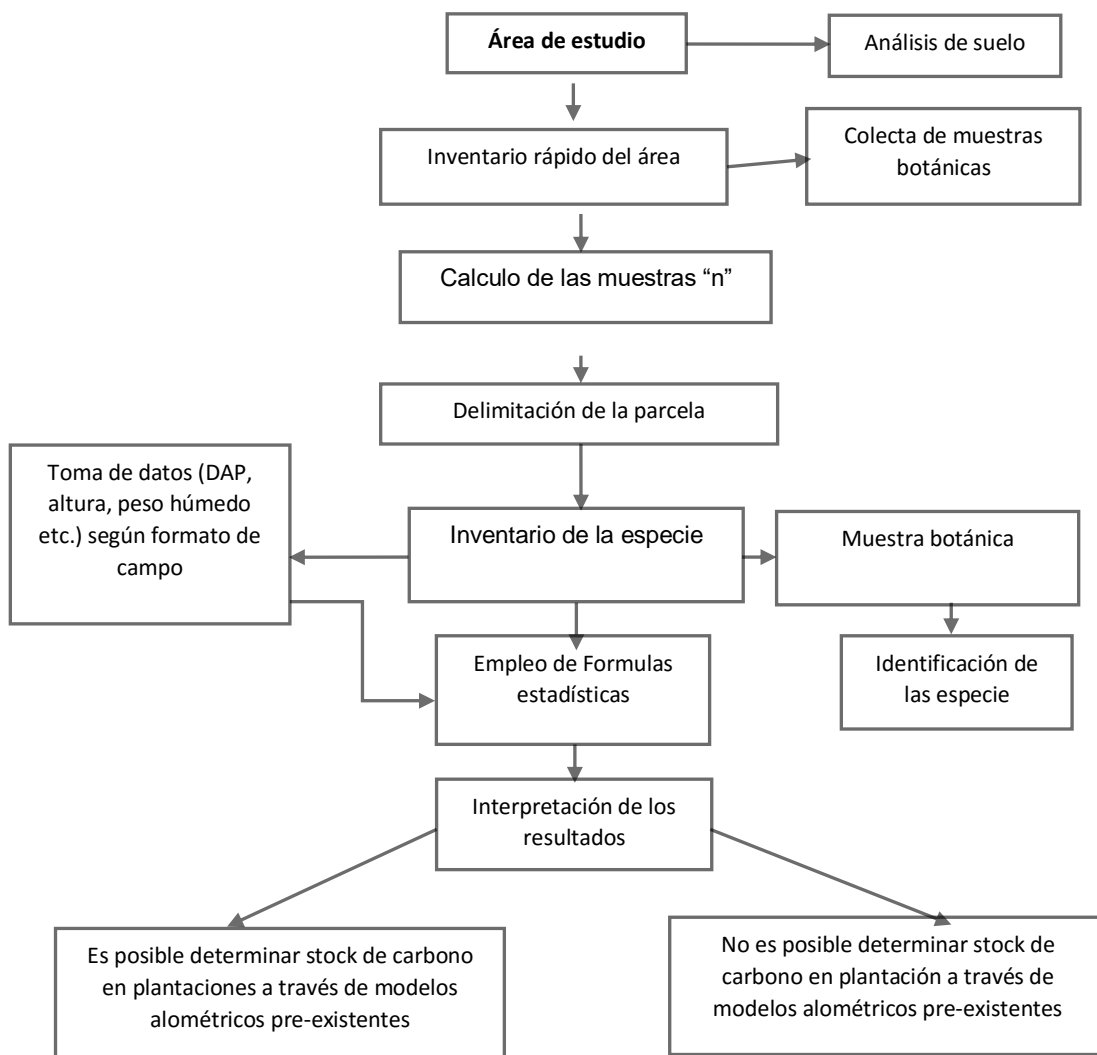 Área de estudio
Análisis de suelo
Inventario rápido del área
Colecta de muestras
botánicas
Calculo de las muestras “n”
Delimitación de la parcela
Toma de datos (DAP,
altura, peso húmedo
etc.) según formato de
campo
Inventario de la especie
Muestra botánica
Empleo de Formulas
estadísticas
Identificación de
las especie
Interpretación de los
resultados
Es posible determinar stock de carbono
en plantaciones a través de modelos
alométricos pre-existentes
No es posible determinar stock de
carbono en plantación a través de
modelos alométricos pre-existentes